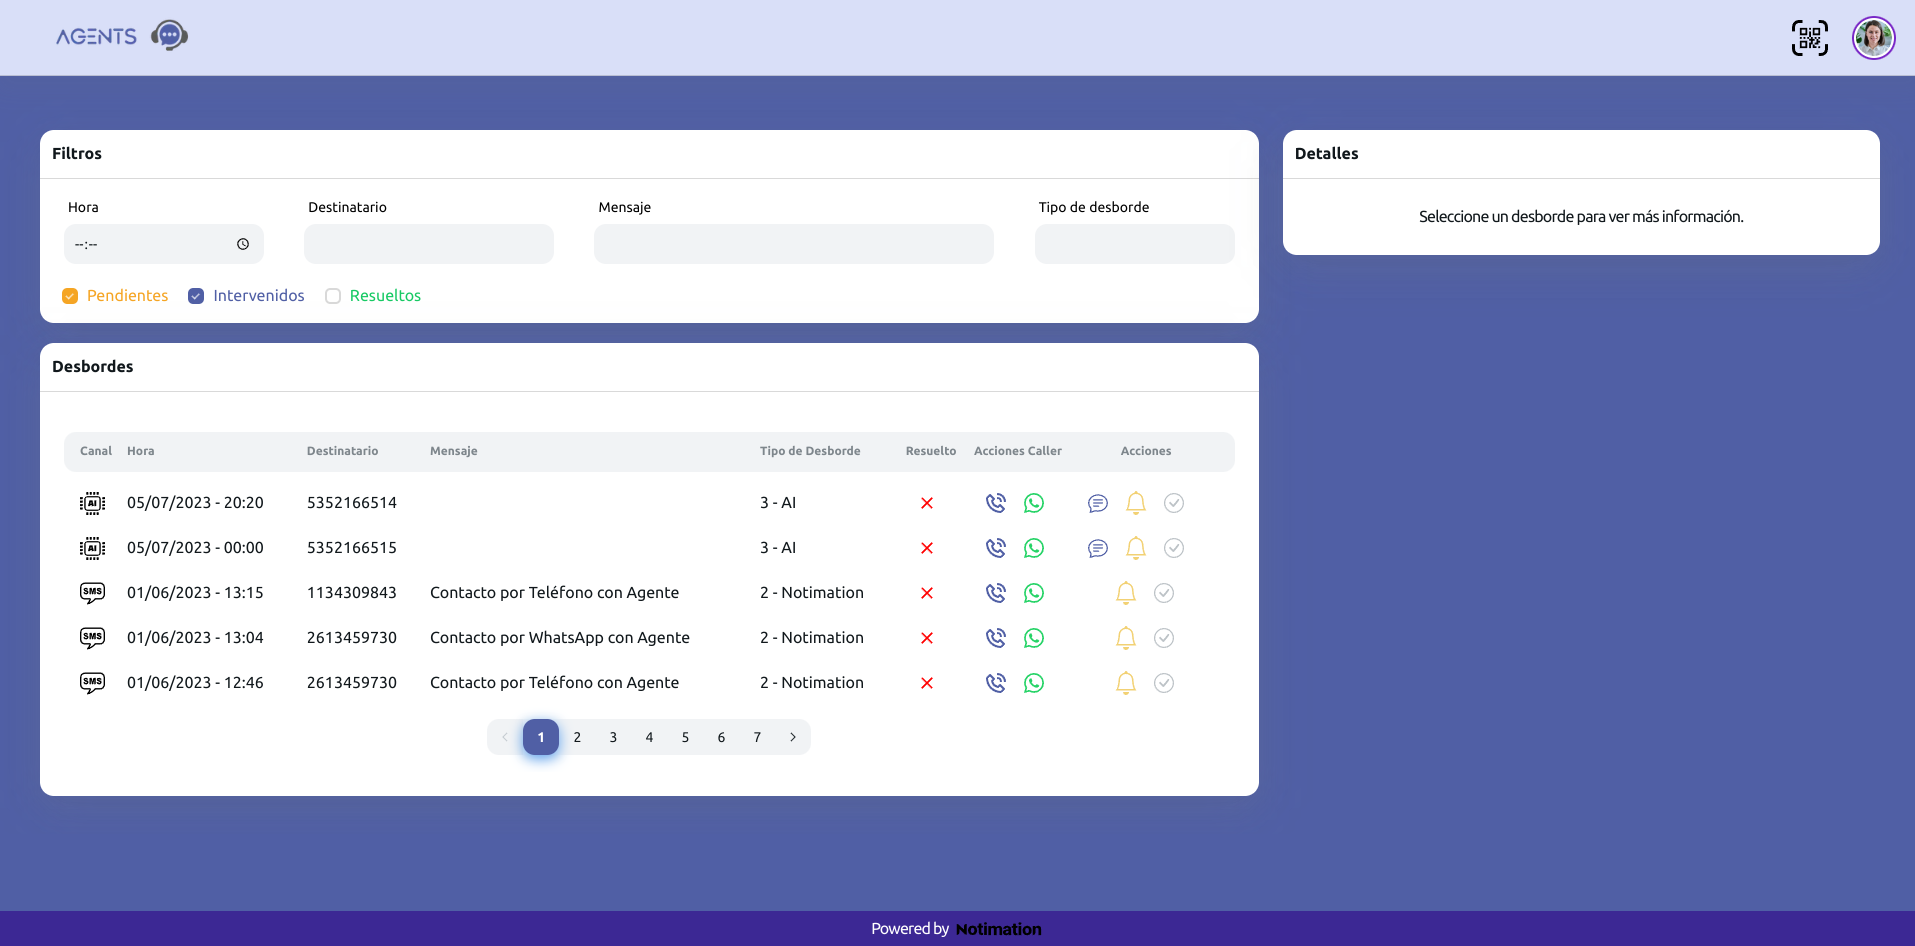 AGENTS
Filtros
Hora
Destinatario
Mensaje
Tipo de desborde
--:--
Pendientes
Intervenidos
Resueltos
Detalles
Seleccione un desborde para ver más información.
Desbordes
Canal Hora Destinatario Mensaje Tipo de Desborde Resuelto Acciones Caller Acciones
AI 05/07/2023 - 20:20 5352166514 3 - AI
AI 05/07/2023 - 00:00 5352166515 3 - AI
SMS 01/06/2023 - 13:15 1134309843 Contacto por Teléfono con Agente 2 - Notimation
SMS 01/06/2023 - 13:04 2613459730 Contacto por WhatsApp con Agente 2 - Notimation
SMS 01/06/2023 - 12:46 2613459730 Contacto por Teléfono con Agente 2 - Notimation
1 2 3 4 5 6 7
Powered by Notimation